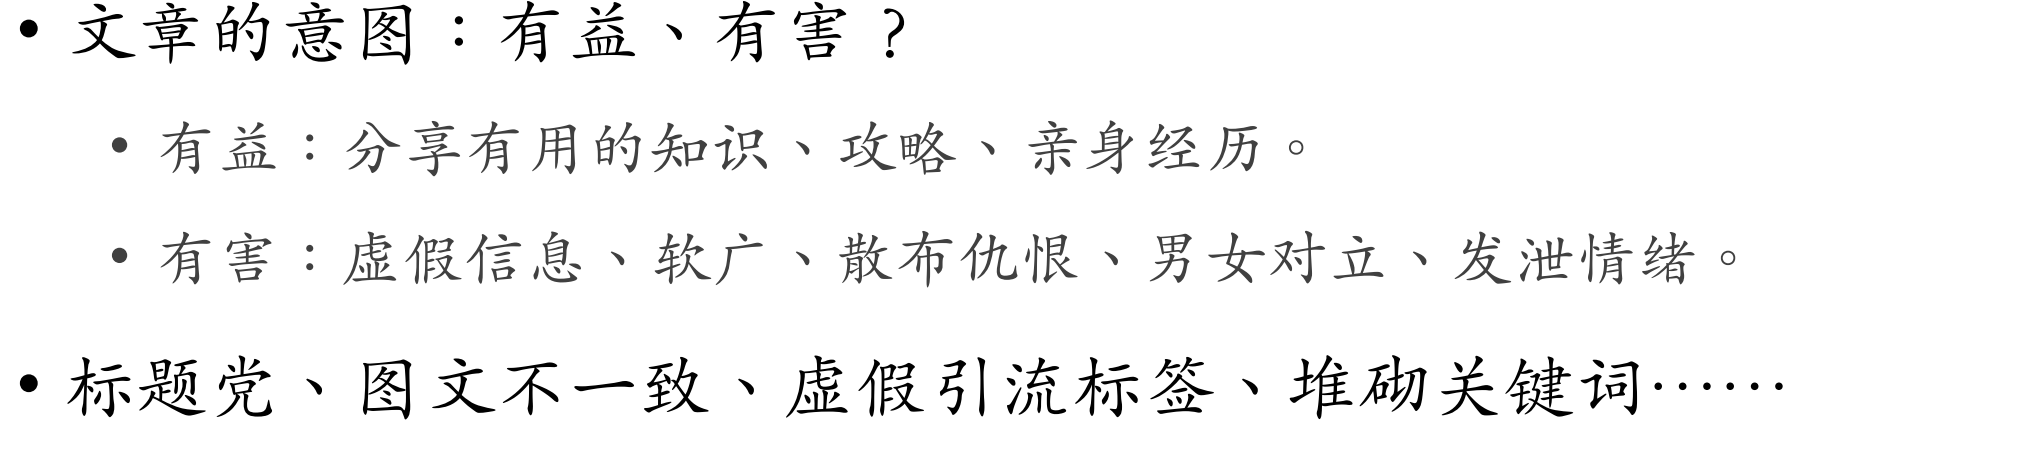 • 文章的意图：有益、有害？
• 有益：分享有用的知识、攻略、亲身经历。
• 有害：虚假信息、软广、散布仇恨、男女对立、发泄情绪。
• 标题党、图文不一致、虚假引流标签、堆砌关键词……